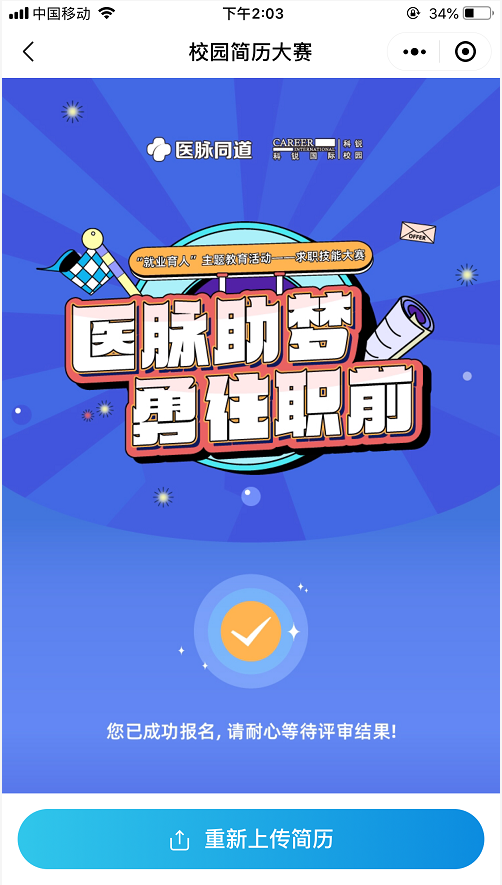 中国移动
下午2:03
34%
校园简历大赛
医脉同道
CAREER
INTERNATIONAL
科锐国际
科锐
校园
OFFER
“就业育人”主题教育活动——求职技能大赛
医脉助梦
勇往职前
您已成功报名, 请耐心等待评审结果!
重新上传简历